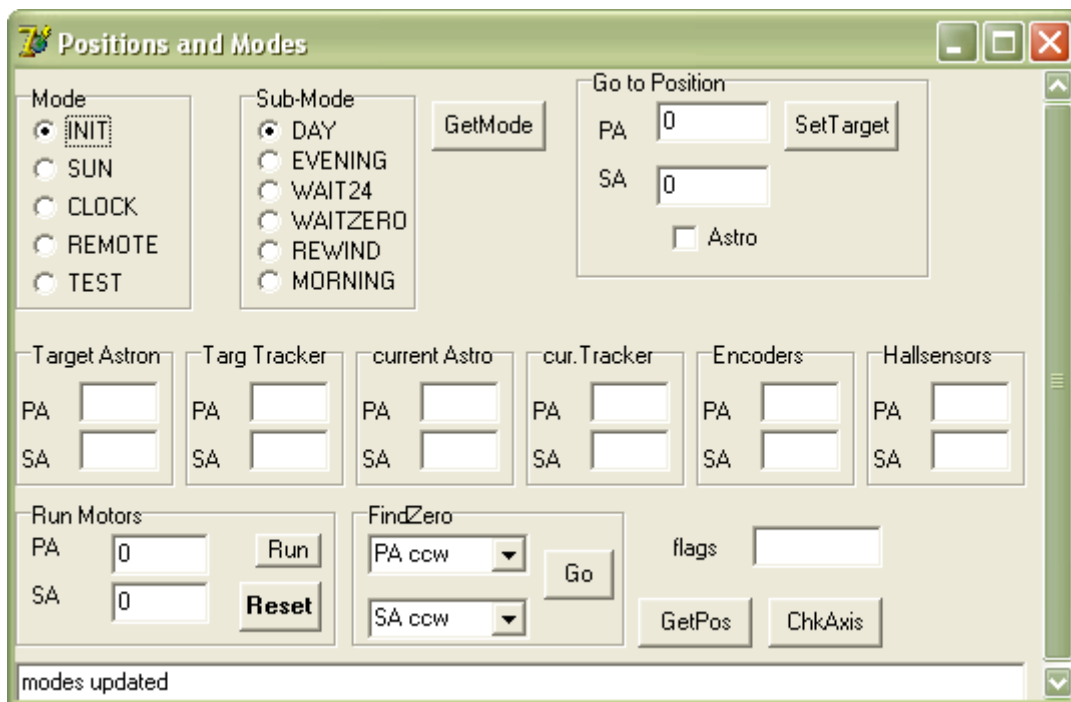 Positions and Modes
Mode
INIT
SUN
CLOCK
REMOTE
TEST
Sub-Mode
DAY
EVENING
WAIT24
WAITZERO
REWIND
MORNING
GetMode
Go to Position
PA 0 SetTarget
SA 0
Astro
Target Astron
PA
SA
Targ Tracker
PA
SA
current Astro
PA
SA
cur.Tracker
PA
SA
Encoders
PA
SA
Hallsensors
PA
SA
Run Motors
PA 0 Run
SA 0 Reset
FindZero
PA ccw
Go
SA ccw
flags
GetPos ChkAxis
modes updated